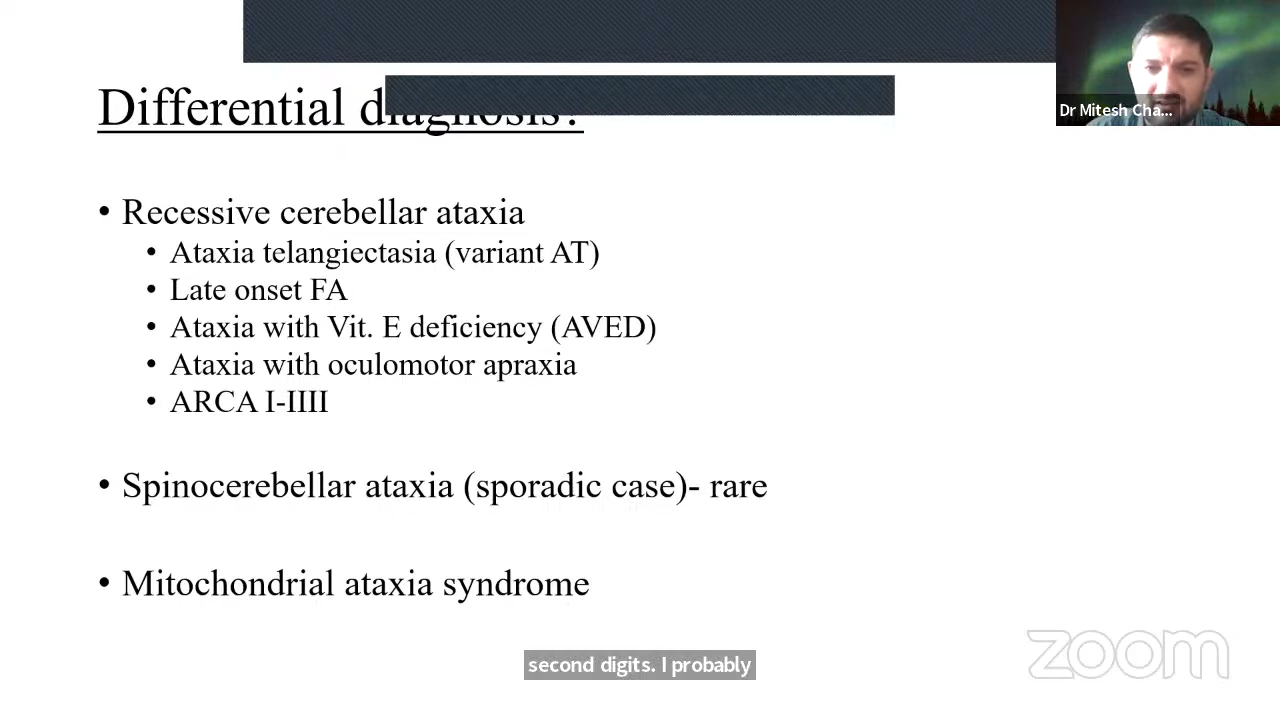 Differential diagnosis?
Dr Mitesh Cha...
• Recessive cerebellar ataxia
• Ataxia telangiectasia (variant AT)
• Late onset FA
• Ataxia with Vit. E deficiency (AVED)
• Ataxia with oculomotor apraxia
• ARCA I-IIII
• Spinocerebellar ataxia (sporadic case)- rare
• Mitochondrial ataxia syndrome
zoom
second digits. I probably